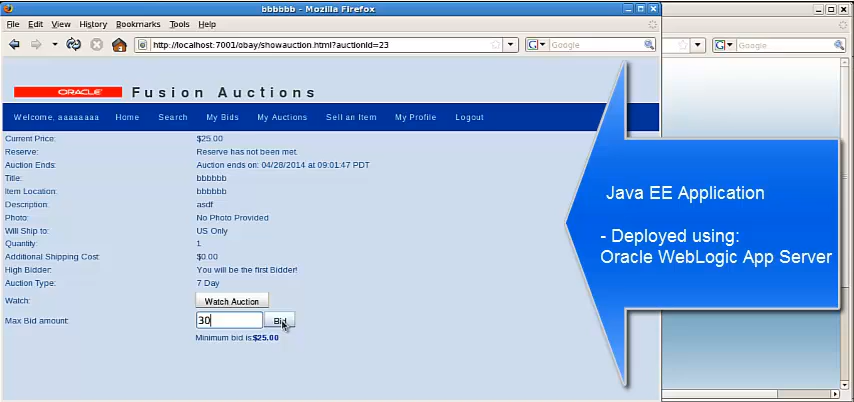 bbbbbb - Mozilla Firefox
File Edit View History Bookmarks Tools Help
http://localhost:7001/obay/showauction.html?auctionId=23
Google
Google
ORACLE Fusion Auctions
Welcome, aaaaaaaa Home Search My Bids My Auctions Sell an Item My Profile Logout
Current Price: $25.00
Reserve: Reserve has not been met.
Auction Ends: Auction ends on: 04/28/2014 at 09:01:47 PDT
Title: bbbbbb
Item Location: bbbbbb
Description: asdf
Photo: No Photo Provided
Will Ship to: US Only
Quantity: 1
Additional Shipping Cost: $0.00
High Bidder: You will be the first Bidder!
Auction Type: 7 Day
Watch: Watch Auction
Max Bid amount: 30 Bid
Minimum bid is:$25.00
Java EE Application
- Deployed using:
Oracle WebLogic App Server